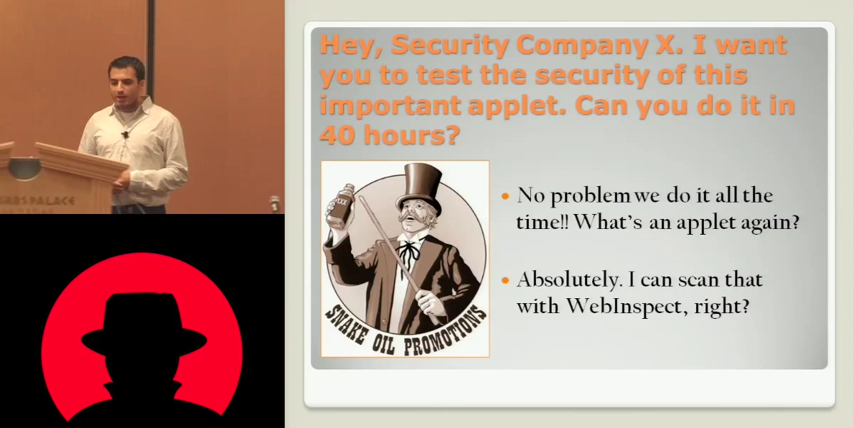 Hey, Security Company X. I want
you to test the security of this
important applet. Can you do it in
40 hours?
No problem we do it all the
time!! What's an applet again?
Absolutely. I can scan that
with WebInspect, right?
XXX
SNAKE OIL PROMOTIONS
PALACE